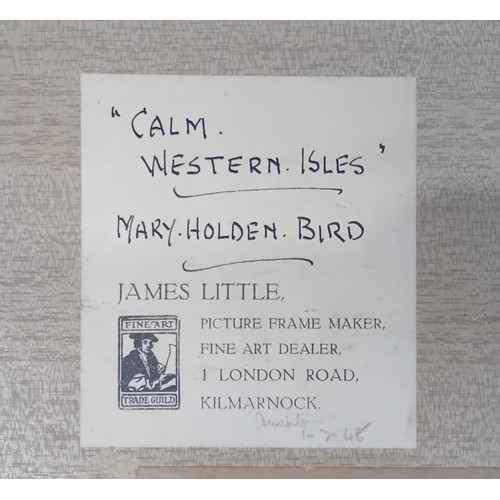 "CALM.
WESTERN. ISLES"
MARY. HOLDEN. BIRD
JAMES LITTLE,
FINE ART
TRADE GUILD
PICTURE FRAME MAKER,
FINE ART DEALER,
1 LONDON ROAD,
KILMARNOCK.
1-7-48